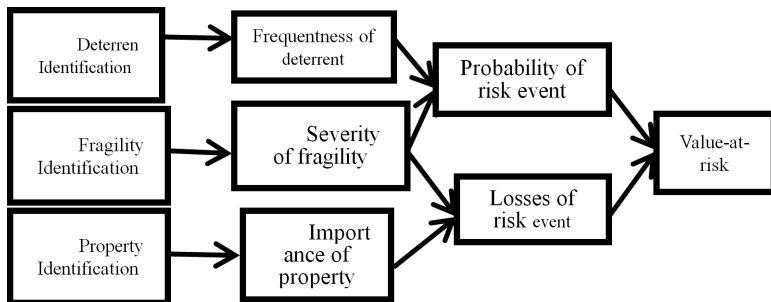 Deterren
Identification
Frequentness of
deterrent
Probability of
risk event
Fragility
Identification
Severity
of fragility
Value-at-
risk
Losses of
risk event
Property
Identification
Import
ance of
property